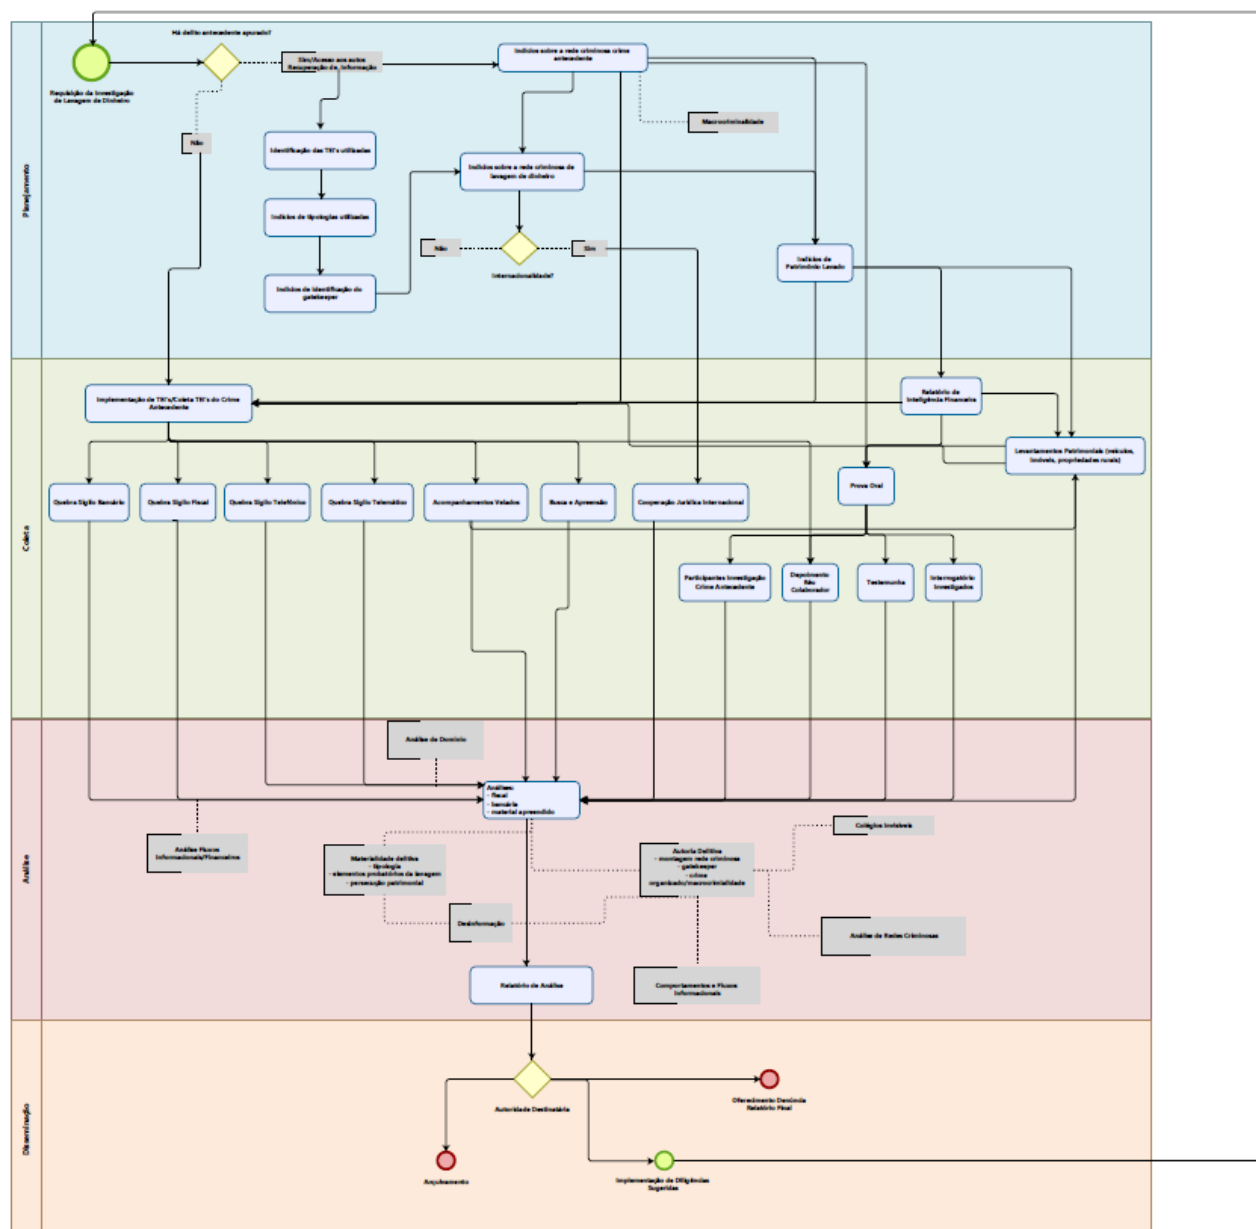 Há delito antecedente apurado?
Requisição da Investigação
de Lavagem de Dinheiro
Sim/Acesso aos autos
Recuperação da Informação
Indícios sobre a rede criminosa crime
antecedente
Macrocriminalidade
Não
Identificação das TEI's utilizadas
Indícios sobre a rede criminosa de
lavagem de dinheiro
Indícios de tipologias utilizadas
Não
Sim
Internacionalidade?
Indícios de
Patrimônio Lavado
Indícios de identificação do
gatekeeper
Planejamento
Implementação de TEI's/Coleta TEI's do Crime
Antecedente
Relatório de
Inteligência Financeira
Levantamentos Patrimoniais (veículos,
imóveis, propriedades rurais)
Prova Oral
Quebra Sigilo Bancário
Quebra Sigilo Fiscal
Quebra Sigilo Telefônico
Quebra Sigilo Telemático
Acompanhamentos Velados
Busca e Apreensão
Cooperação Jurídica Internacional
Participantes Investigação
Crime Antecedente
Depoimento
Réu
Colaborador
Testemunha
Interrogatório
Investigados
Coleta
Análise de Domínio
Análises:
- fiscal
- bancária
- material apreendido
Análise Fluxos
Informacionais/Financeiros
Materialidade delitiva
- tipologia
- elementos probatórios da lavagem
- persecução patrimonial
Autoria Delitiva
- montagem rede criminosa
- gatekeeper
- crime
organizado/macrocrimialidade
Colégios Invisíveis
Desinformação
Análise de Redes Criminosas
Relatório de Análise
Comportamentos e Fluxos
Informacionais
Análise
Autoridade Destinatária
Oferecimento Denúncia
Relatório Final
Arquivamento
Implementação de Diligências
Sugeridas
Disseminação